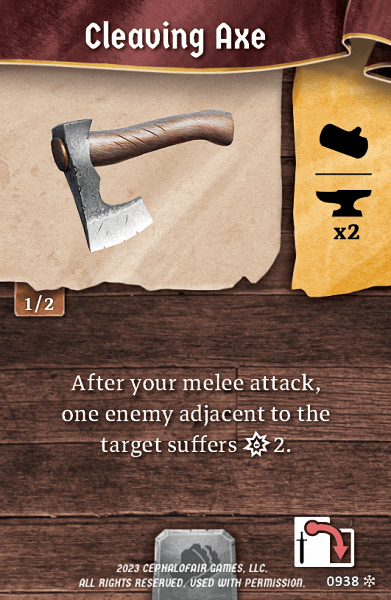 Cleaving Axe
x2
1/2
After your melee attack,
one enemy adjacent to the
target suffers 2.
2023 CEPHALOFAIR GAMES, LLC.
ALL RIGHTS RESERVED. USED WITH PERMISSION.
0938